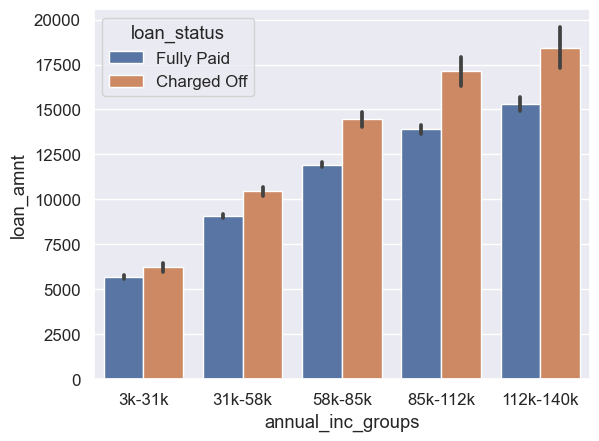 loan_status
Fully Paid
Charged Off
20000
17500
15000
12500
10000
7500
5000
2500
0
loan_amnt
3k-31k 31k-58k 58k-85k 85k-112k 112k-140k
annual_inc_groups